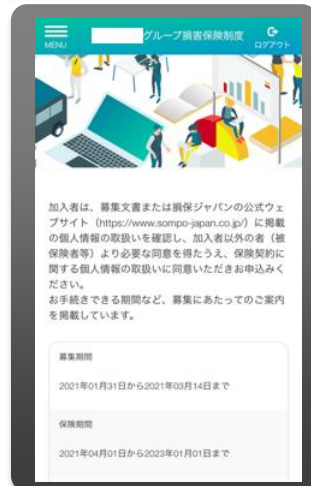 MENU
グループ損害保険制度
ログアウト
加入者は、募集文書または損保ジャパンの公式ウェ
ブサイト（https://www.sompo-japan.co.jp/）に掲載
の個人情報の取扱いを確認し、加入者以外の者（被
保険者等）より必要な同意を得たうえ、保険契約に
関する個人情報の取扱いに同意いただきお申込みく
ださい。
お手続きできる期間など、募集にあたってのご案内
を掲載しています。
募集期間
2021年01月31日から2021年03月14日まで
保険期間
2021年04月01日から2023年01月01日まで